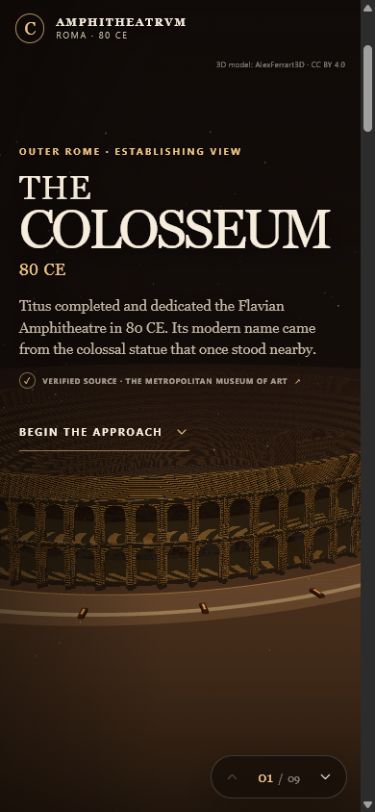 C
AMPHITHEATRVM
ROMA · 80 CE
3D model: AlexFerrart3D · CC BY 4.0
OUTER ROME · ESTABLISHING VIEW
THE
COLOSSEUM
80 CE
Titus completed and dedicated the Flavian
Amphitheatre in 80 CE. Its modern name came
from the colossal statue that once stood nearby.
VERIFIED SOURCE · THE METROPOLITAN MUSEUM OF ART ↗
BEGIN THE APPROACH
01 / 09